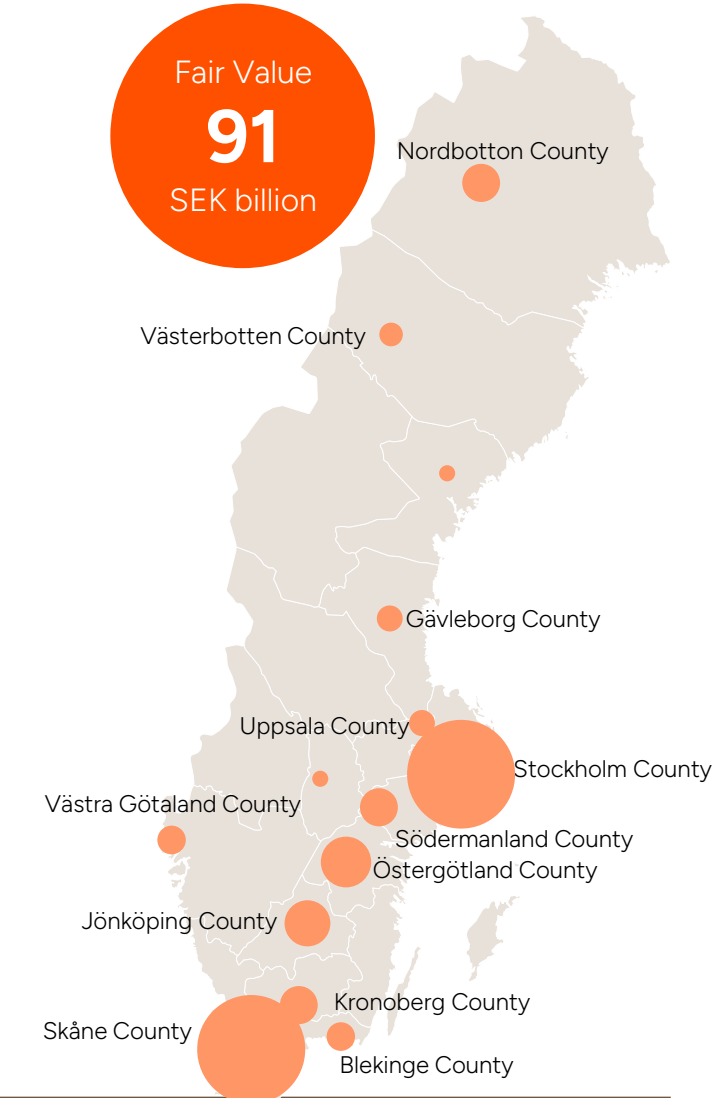 Fair Value
91
SEK billion
Nordbotton County
Västerbotten County
Gävleborg County
Uppsala County
Stockholm County
Västra Götaland County
Södermanland County
Östergötland County
Jönköping County
Kronoberg County
Skåne County
Blekinge County